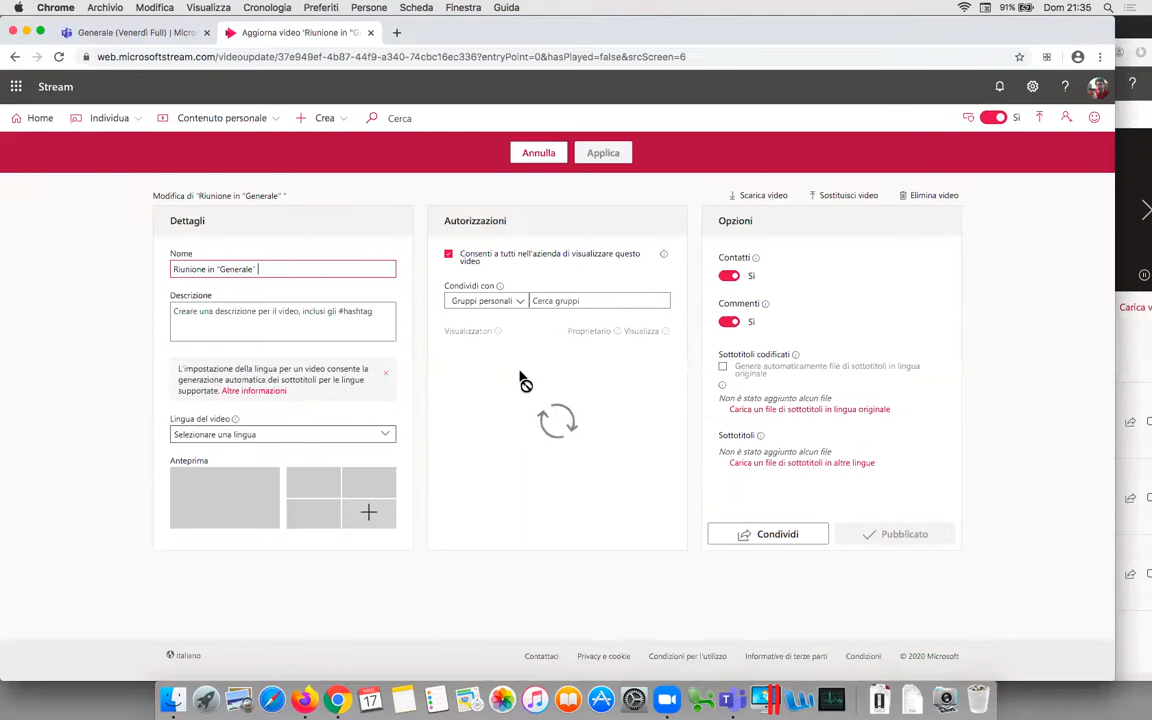 Chrome Archivio Modifica Visualizza Cronologia Preferiti Persone Scheda Finestra Guida 91% Dom 21:35
Generale (Venerdì Full) | Micro × Aggiorna video 'Riunione in "G ×
web.microsoftstream.com/videoupdate/37e949ef-4b87-44f9-a340-74cbc16ec336?entryPoint=0&hasPlayed=false&srcScreen=6
Stream
Home Individua Contenuto personale Crea Cerca Sì
Annulla Applica
Modifica di "Riunione in "Generale" " Scarica video Sostituisci video Elimina video
Dettagli
Nome
Riunione in "Generale"
Descrizione
Creare una descrizione per il video, inclusi gli #hashtag
L'impostazione della lingua per un video consente la
generazione automatica dei sottotitoli per le lingue
supportate. Altre informazioni
Lingua del video
Selezionare una lingua
Anteprima
Autorizzazioni
Consenti a tutti nell'azienda di visualizzare questo
video
Condividi con
Gruppi personali Cerca gruppi
Visualizzatori Proprietario Visualizza
Opzioni
Contatti
Sì
Commenti
Sì
Sottotitoli codificati
Genera automaticamente file di sottotitoli in lingua
originale
Non è stato aggiunto alcun file
Carica un file di sottotitoli in lingua originale
Sottotitoli
Non è stato aggiunto alcun file
Carica un file di sottotitoli in altre lingue
Condividi Pubblicato
Carica v
italiano Contattaci Privacy e cookie Condizioni per l'utilizzo Informative di terze parti Condizioni © 2020 Microsoft
17